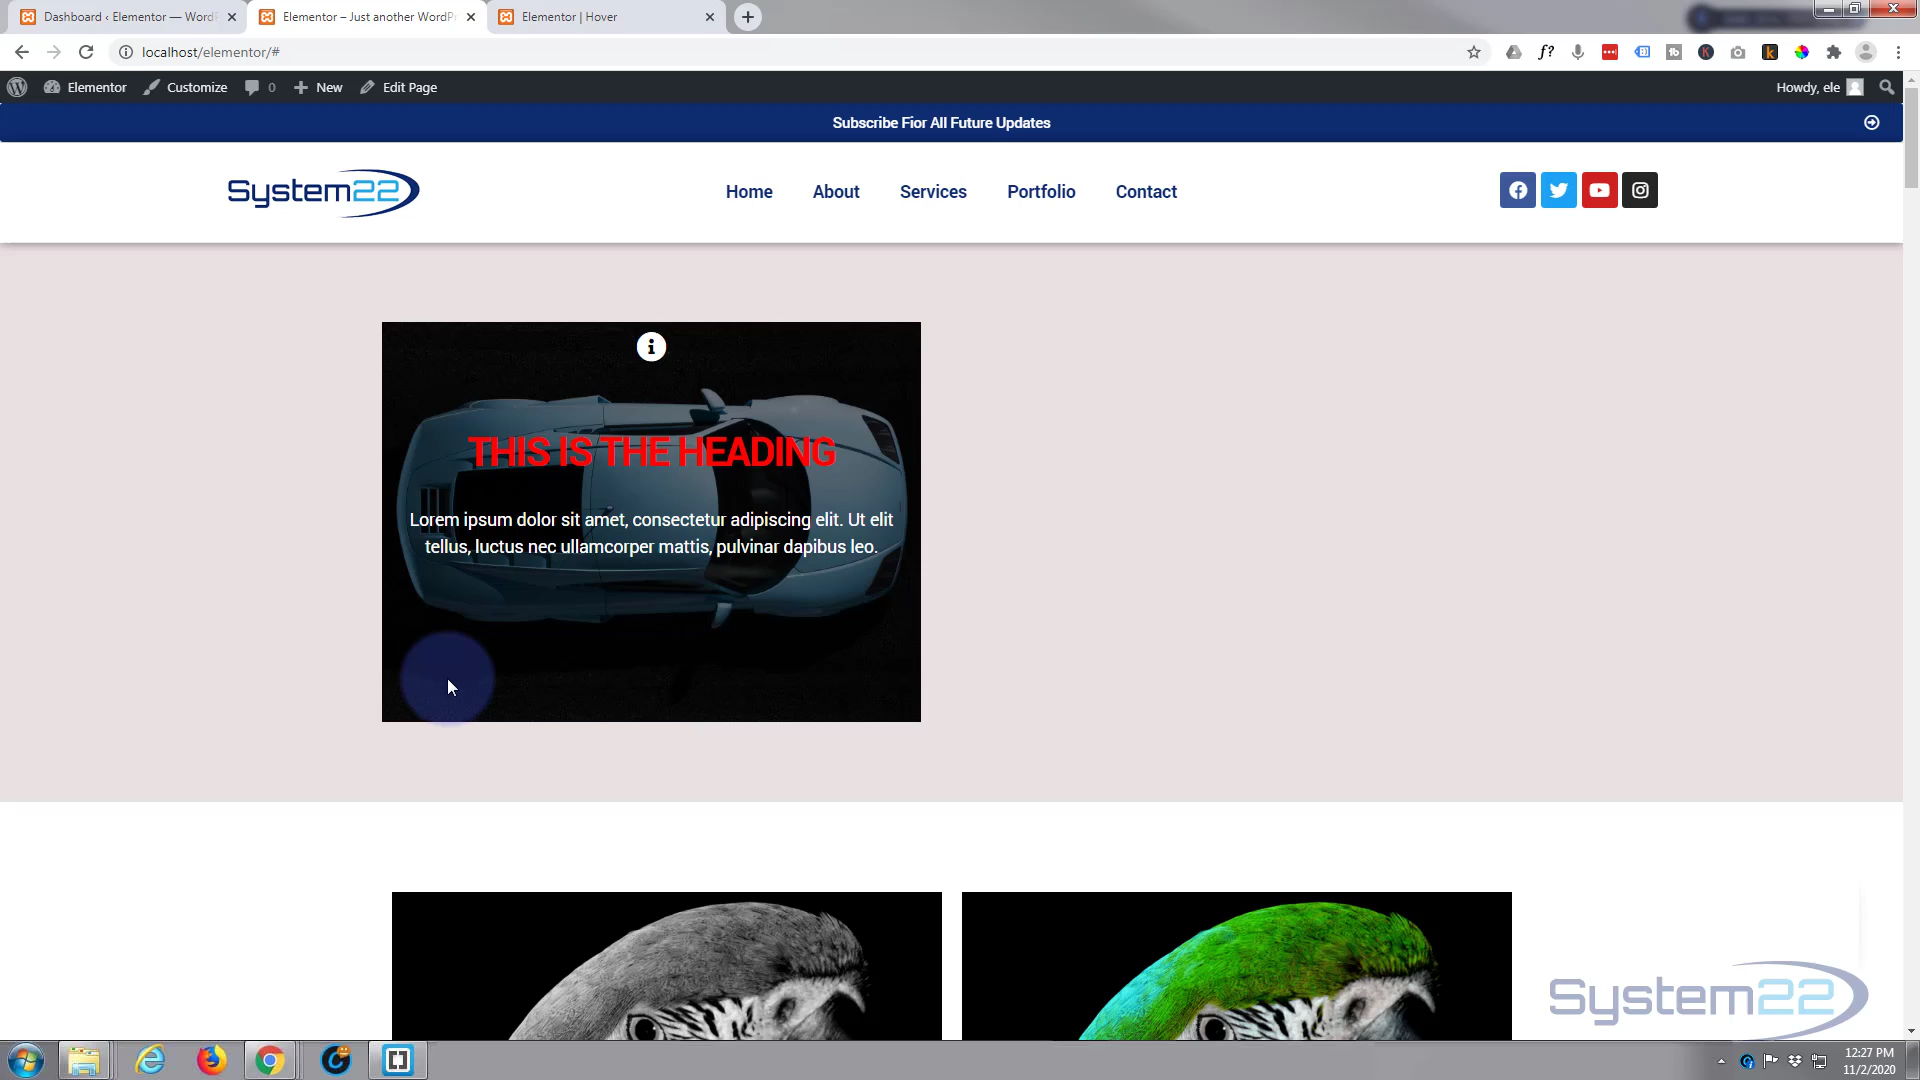 Dashboard ‹ Elementor — WordP
Elementor – Just another WordPr
Elementor | Hover
localhost/elementor/#
f?
Elementor
Customize
0
New
Edit Page
Howdy, ele
Subscribe Fior All Future Updates
System22
Home
About
Services
Portfolio
Contact
THIS IS THE HEADING
Lorem ipsum dolor sit amet, consectetur adipiscing elit. Ut elit
tellus, luctus nec ullamcorper mattis, pulvinar dapibus leo.
System22
12:27 PM
11/2/2020